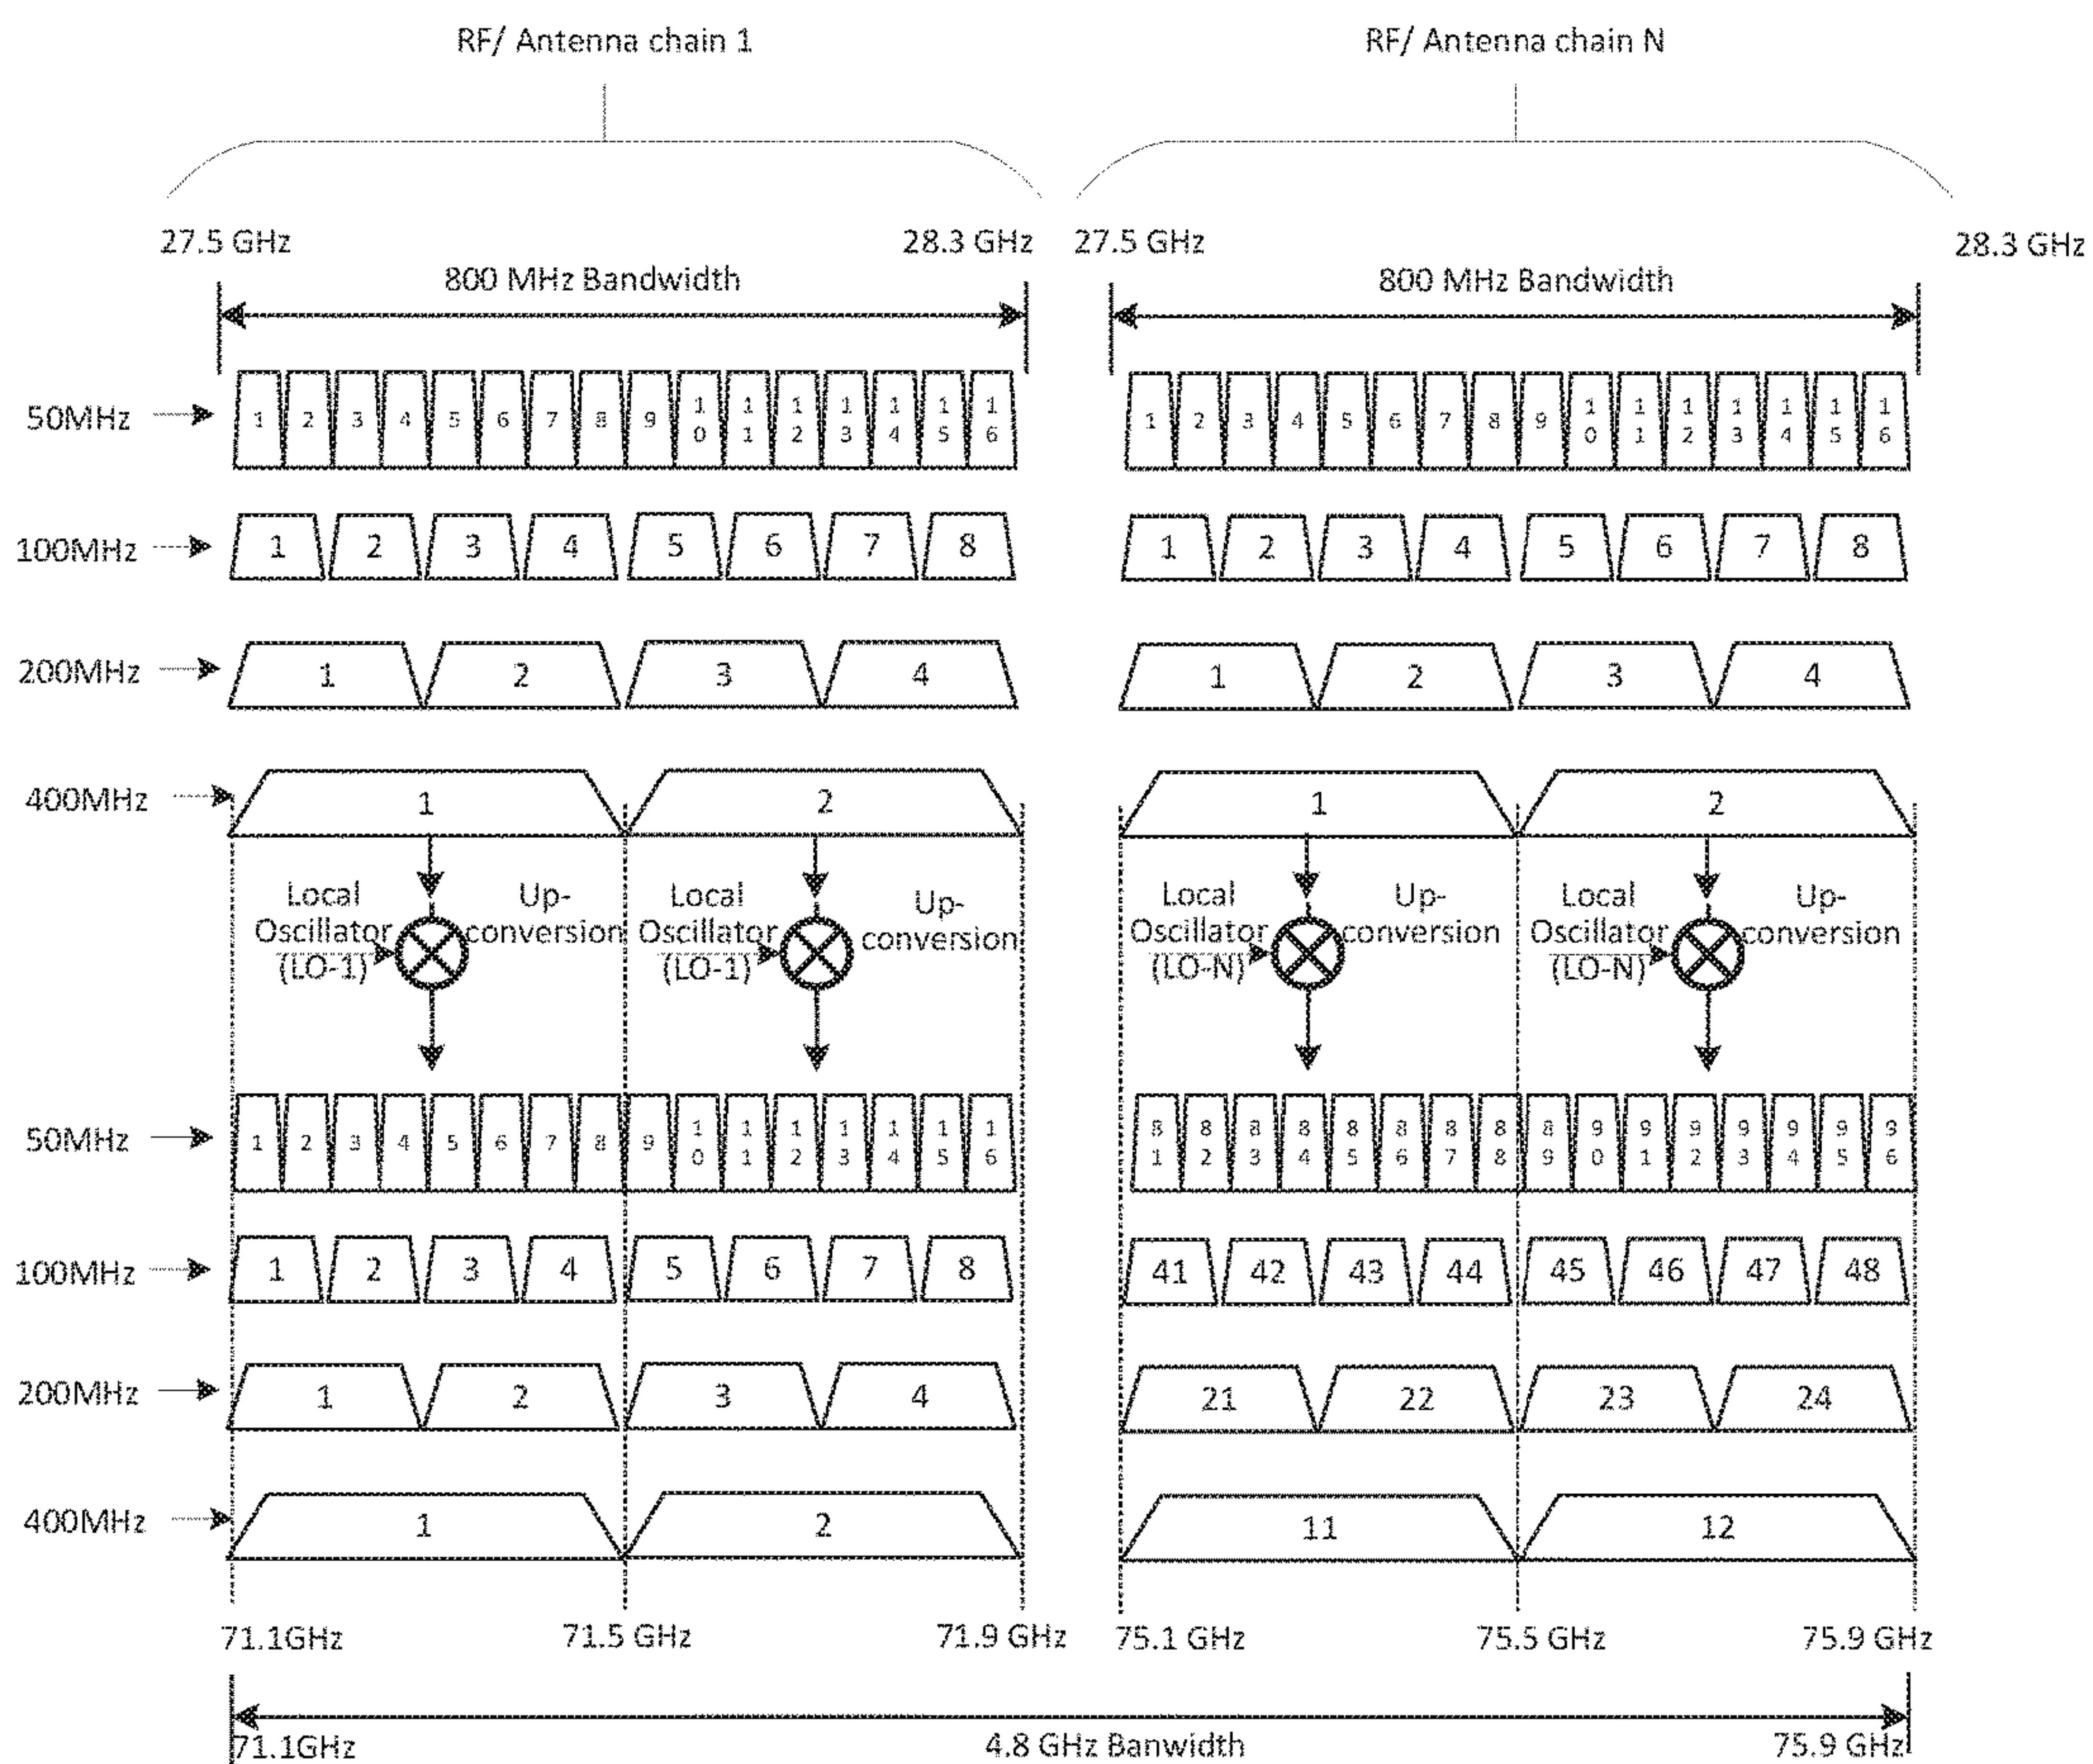 RF/ Antenna chain 1
RF/ Antenna chain N
27.5 GHz
28.3 GHz
27.5 GHz
28.3 GHz
800 MHz Bandwidth
800 MHz Bandwidth
50MHz
1 2 3 4 5 6 7 8 9 10 11 12 13 14 15 16
1 2 3 4 5 6 7 8 9 10 11 12 13 14 15 16
100MHz
1 2 3 4 5 6 7 8
1 2 3 4 5 6 7 8
200MHz
1 2 3 4
1 2 3 4
400MHz
1 2
1 2
Local
Oscillator
(LO-1)
Up-
conversion
Local
Oscillator
(LO-1)
Up-
conversion
Local
Oscillator
(LO-N)
Up-
conversion
Local
Oscillator
(LO-N)
Up-
conversion
50MHz
1 2 3 4 5 6 7 8 9 10 11 12 13 14 15 16
81 82 83 84 85 86 87 88 89 90 91 92 93 94 95 96
100MHz
1 2 3 4 5 6 7 8
41 42 43 44 45 46 47 48
200MHz
1 2 3 4
21 22 23 24
400MHz
1 2
11 12
71.1GHz
71.5 GHz
71.9 GHz
75.1 GHz
75.5 GHz
75.9 GHz
71.1GHz
4.8 GHz Banwidth
75.9 GHz